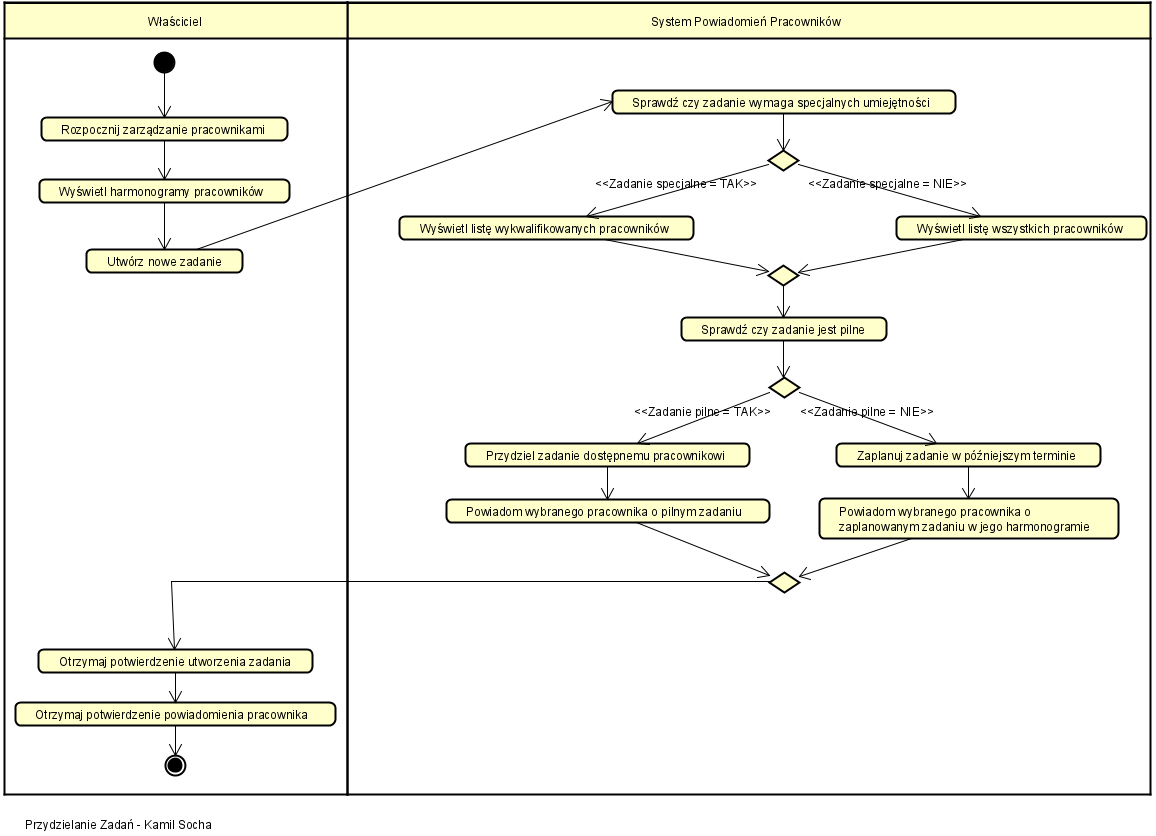 Właściciel
System Powiadomień Pracowników
Rozpocznij zarządzanie pracownikami
Wyświetl harmonogramy pracowników
Utwórz nowe zadanie
Sprawdź czy zadanie wymaga specjalnych umiejętności
<<Zadanie specjalne = TAK>>
<<Zadanie specjalne = NIE>>
Wyświetl listę wykwalifikowanych pracowników
Wyświetl listę wszystkich pracowników
Sprawdź czy zadanie jest pilne
<<Zadanie pilne = TAK>>
<<Zadanie pilne = NIE>>
Przydziel zadanie dostępnemu pracownikowi
Zaplanuj zadanie w późniejszym terminie
Powiadom wybranego pracownika o pilnym zadaniu
Powiadom wybranego pracownika o
zaplanowanym zadaniu w jego harmonogramie
Otrzymaj potwierdzenie utworzenia zadania
Otrzymaj potwierdzenie powiadomienia pracownika
Przydzielanie Zadań - Kamil Socha